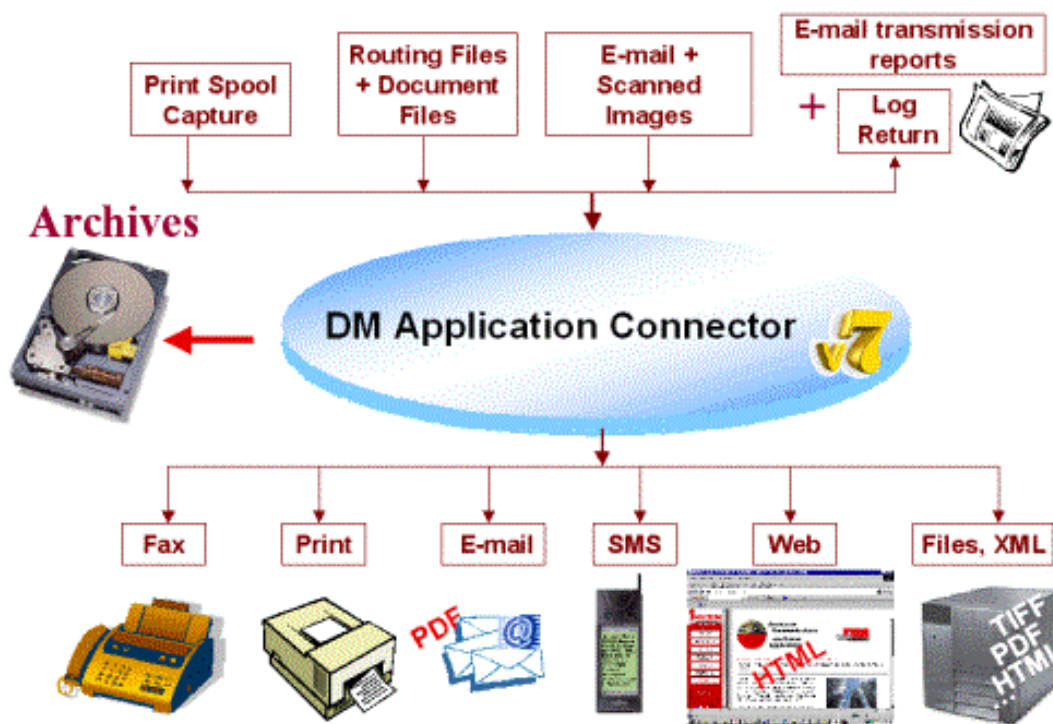 Print Spool
Capture
Routing Files
+ Document
Files
E-mail +
Scanned
Images
E-mail transmission
reports
+
Log
Return
Archives
DM Application Connector
v7
Fax
Print
E-mail
SMS
Web
Files, XML
PDF
@
HTML
TIFF
PDF
HTML
...